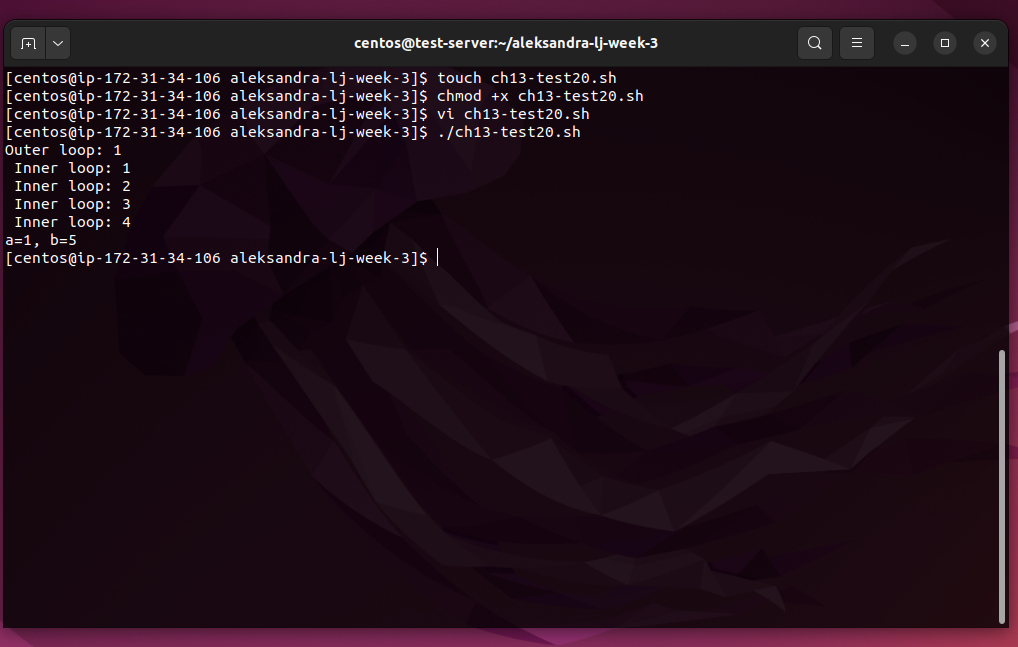 centos@test-server:~/aleksandra-lj-week-3
[centos@ip-172-31-34-106 aleksandra-lj-week-3]$ touch ch13-test20.sh
[centos@ip-172-31-34-106 aleksandra-lj-week-3]$ chmod +x ch13-test20.sh
[centos@ip-172-31-34-106 aleksandra-lj-week-3]$ vi ch13-test20.sh
[centos@ip-172-31-34-106 aleksandra-lj-week-3]$ ./ch13-test20.sh
Outer loop: 1
 Inner loop: 1
 Inner loop: 2
 Inner loop: 3
 Inner loop: 4
a=1, b=5
[centos@ip-172-31-34-106 aleksandra-lj-week-3]$